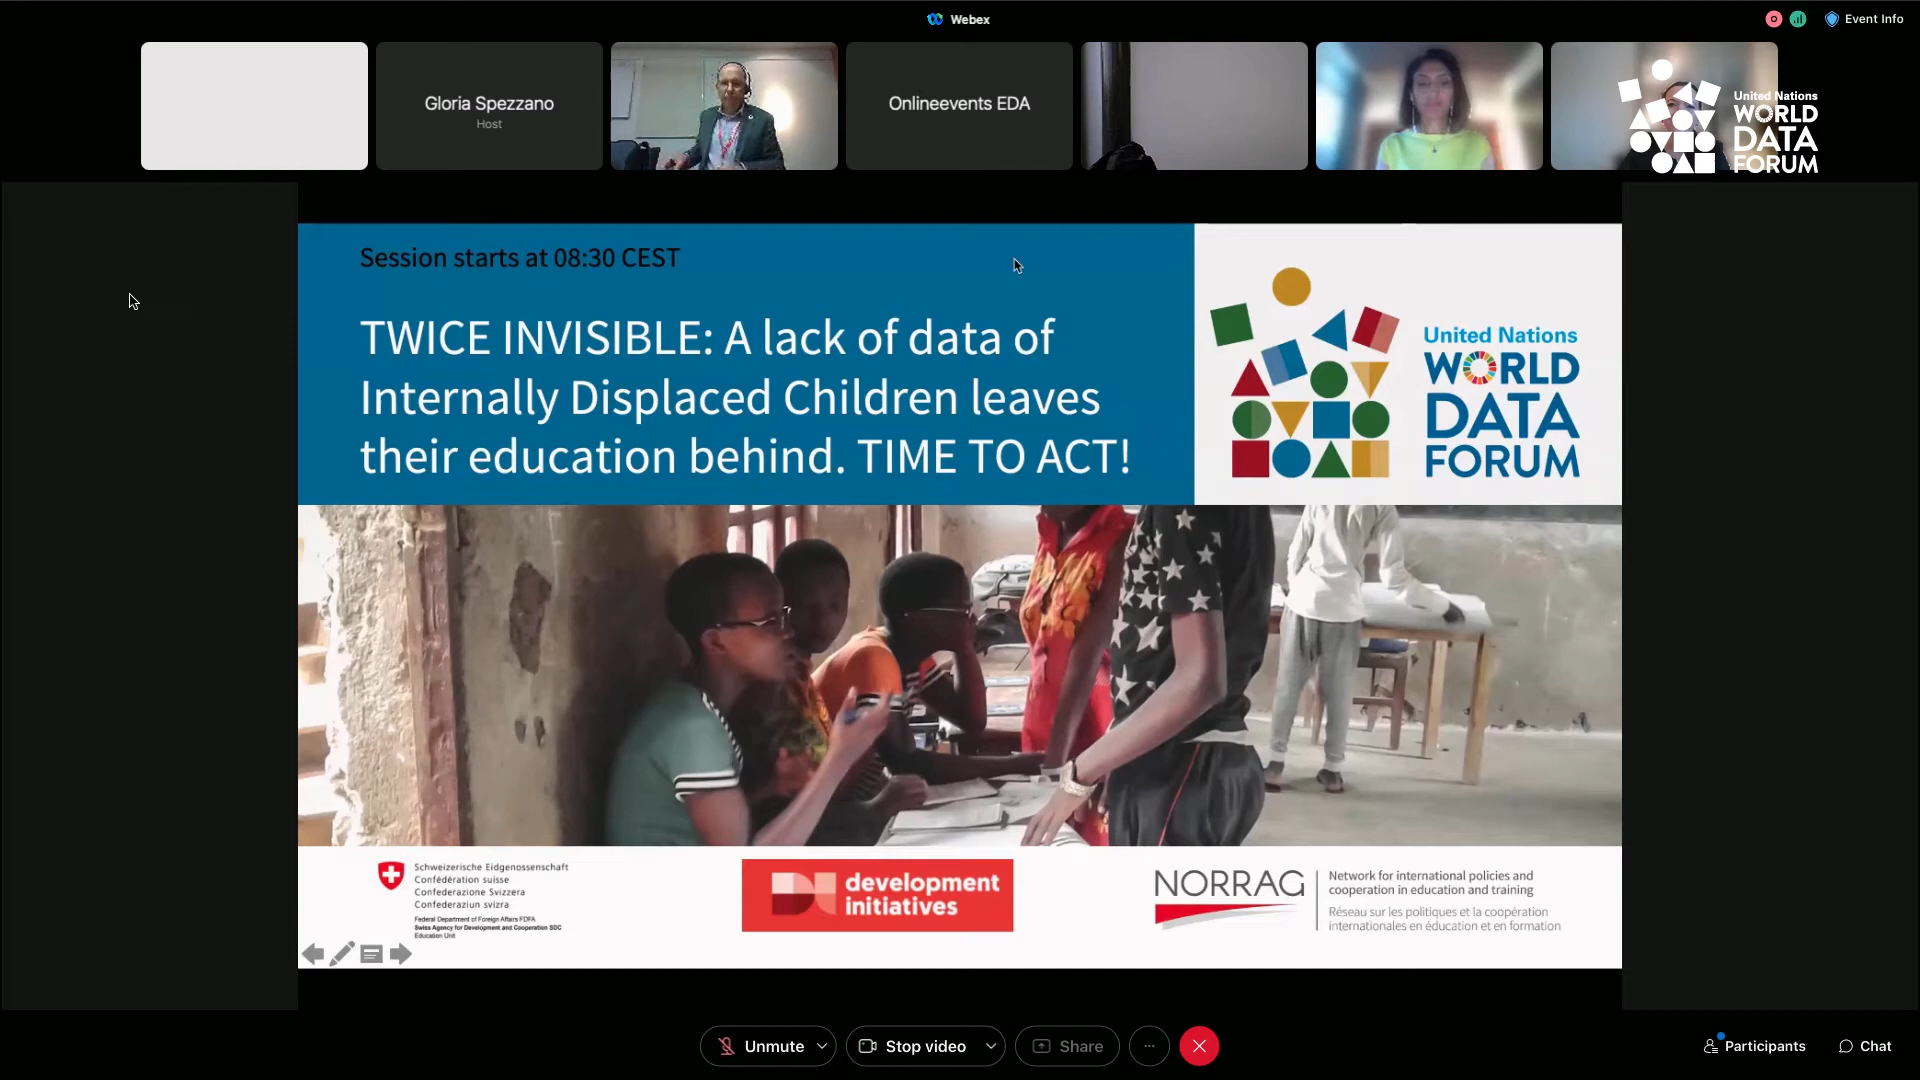 Webex
Event Info
Gloria Spezzano
Host
Onlineevents EDA
United Nations
WORLD
DATA
FORUM
Session starts at 08:30 CEST
TWICE INVISIBLE: A lack of data of
Internally Displaced Children leaves
their education behind. TIME TO ACT!
United Nations
WORLD
DATA
FORUM
Schweizerische Eidgenossenschaft
Confédération suisse
Confederazione Svizzera
Confederaziun svizra
Federal Department of Foreign Affairs FDFA
Swiss Agency for Development and Cooperation SDC
Education Unit
development
initiatives
NORRAG
Network for international policies and
cooperation in education and training
Réseau sur les politiques et la coopération
internationales en éducation et en formation
Unmute
Stop video
Share
Participants
Chat